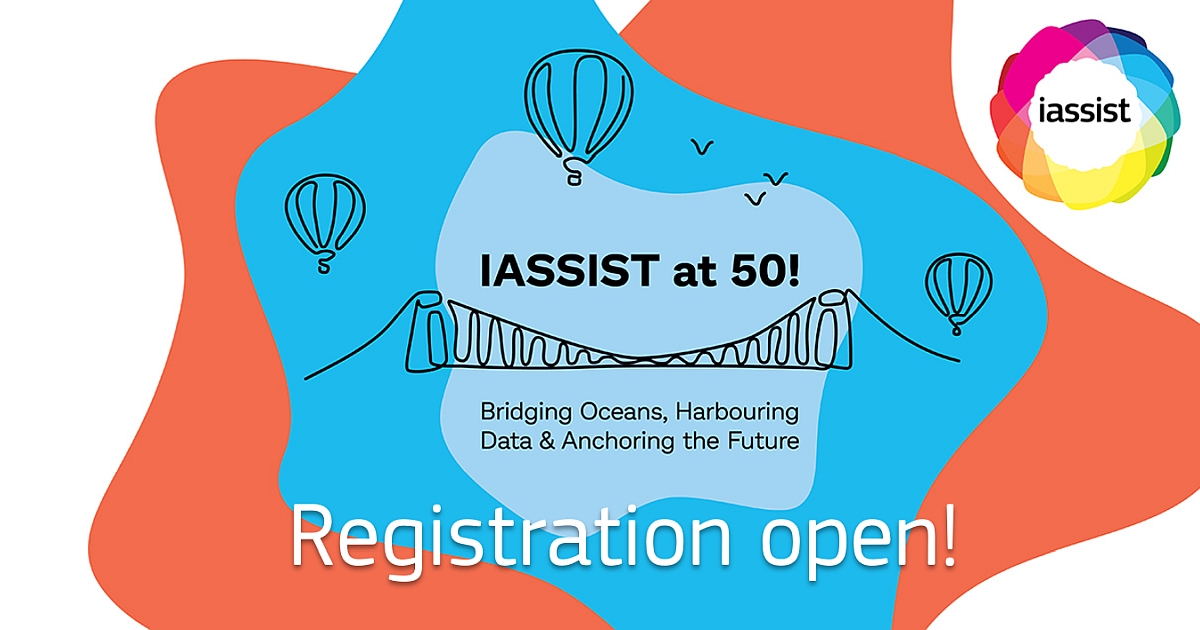 iassist
IASSIST at 50!
Bridging Oceans, Harbouring
Data & Anchoring the Future
Registration open!